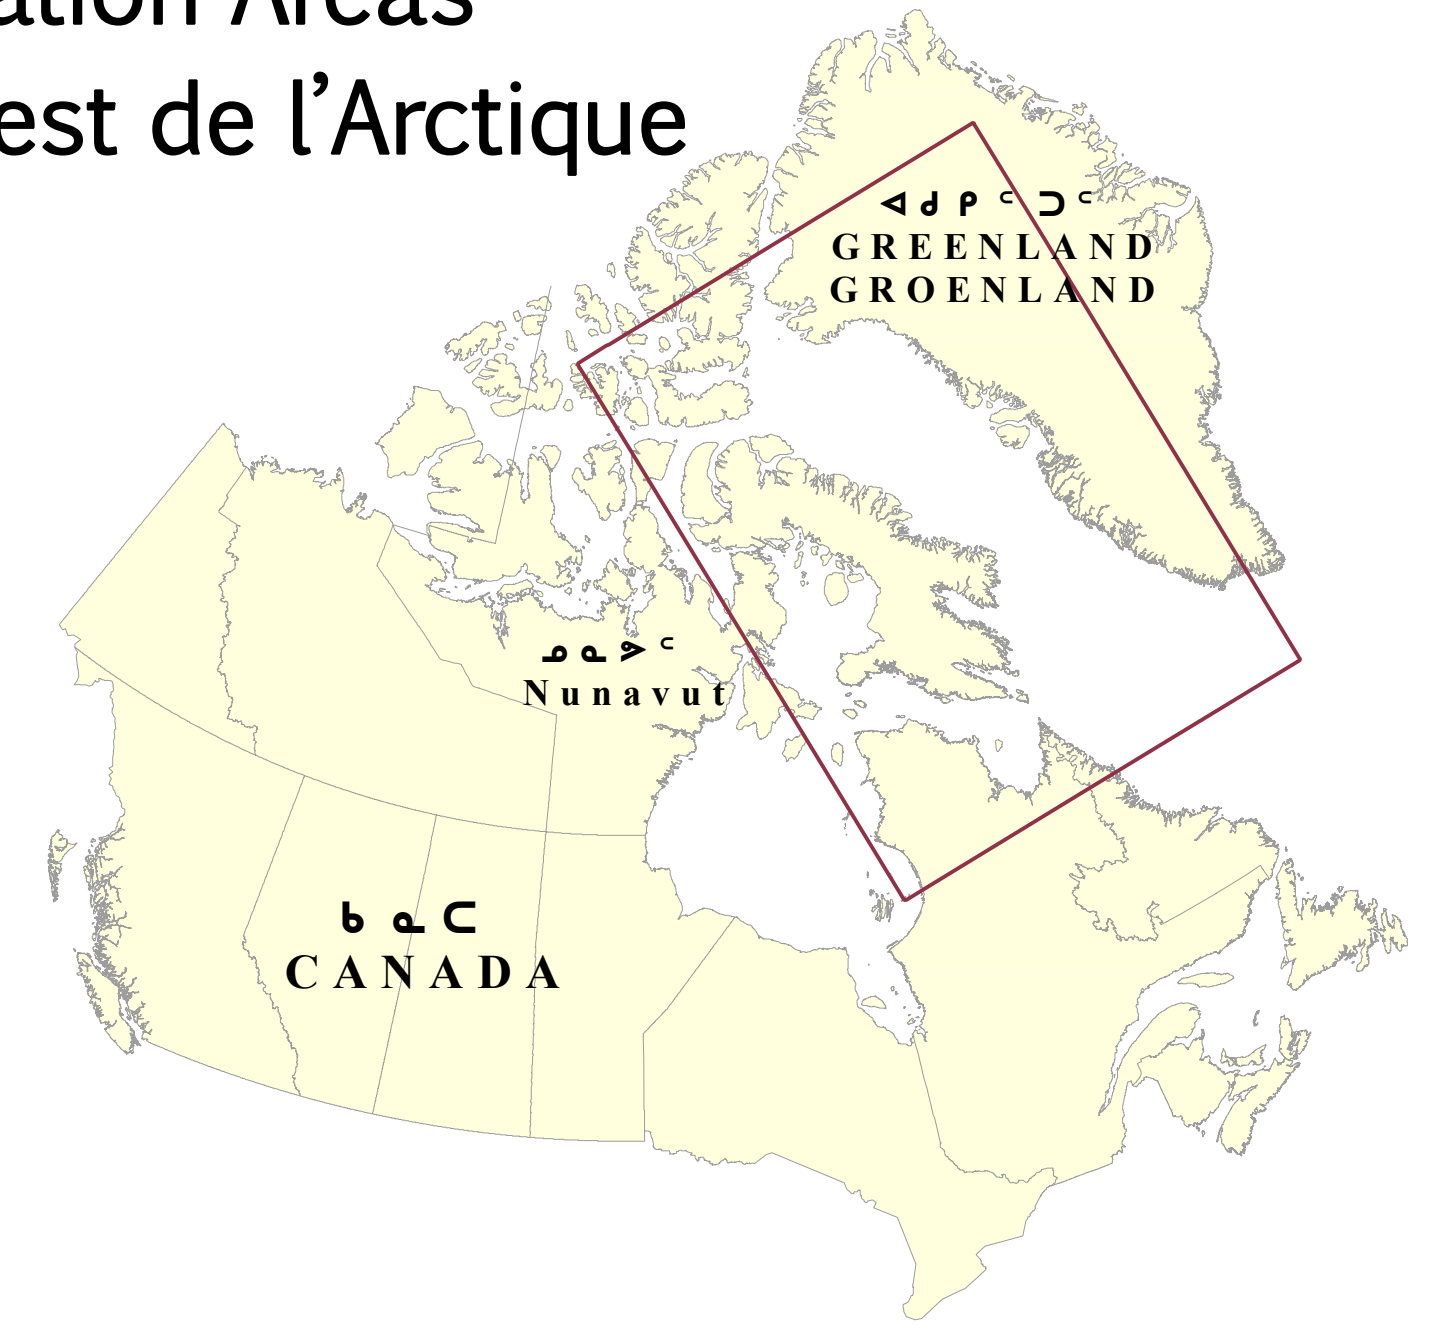 ation Areas
est de l’Arctique
ᐊᑯᑭᑦᑐᑦ
GREENLAND
GROENLAND
ᓄᓇᕗᑦ
Nunavut
ᑲᓇᑕ
CANADA